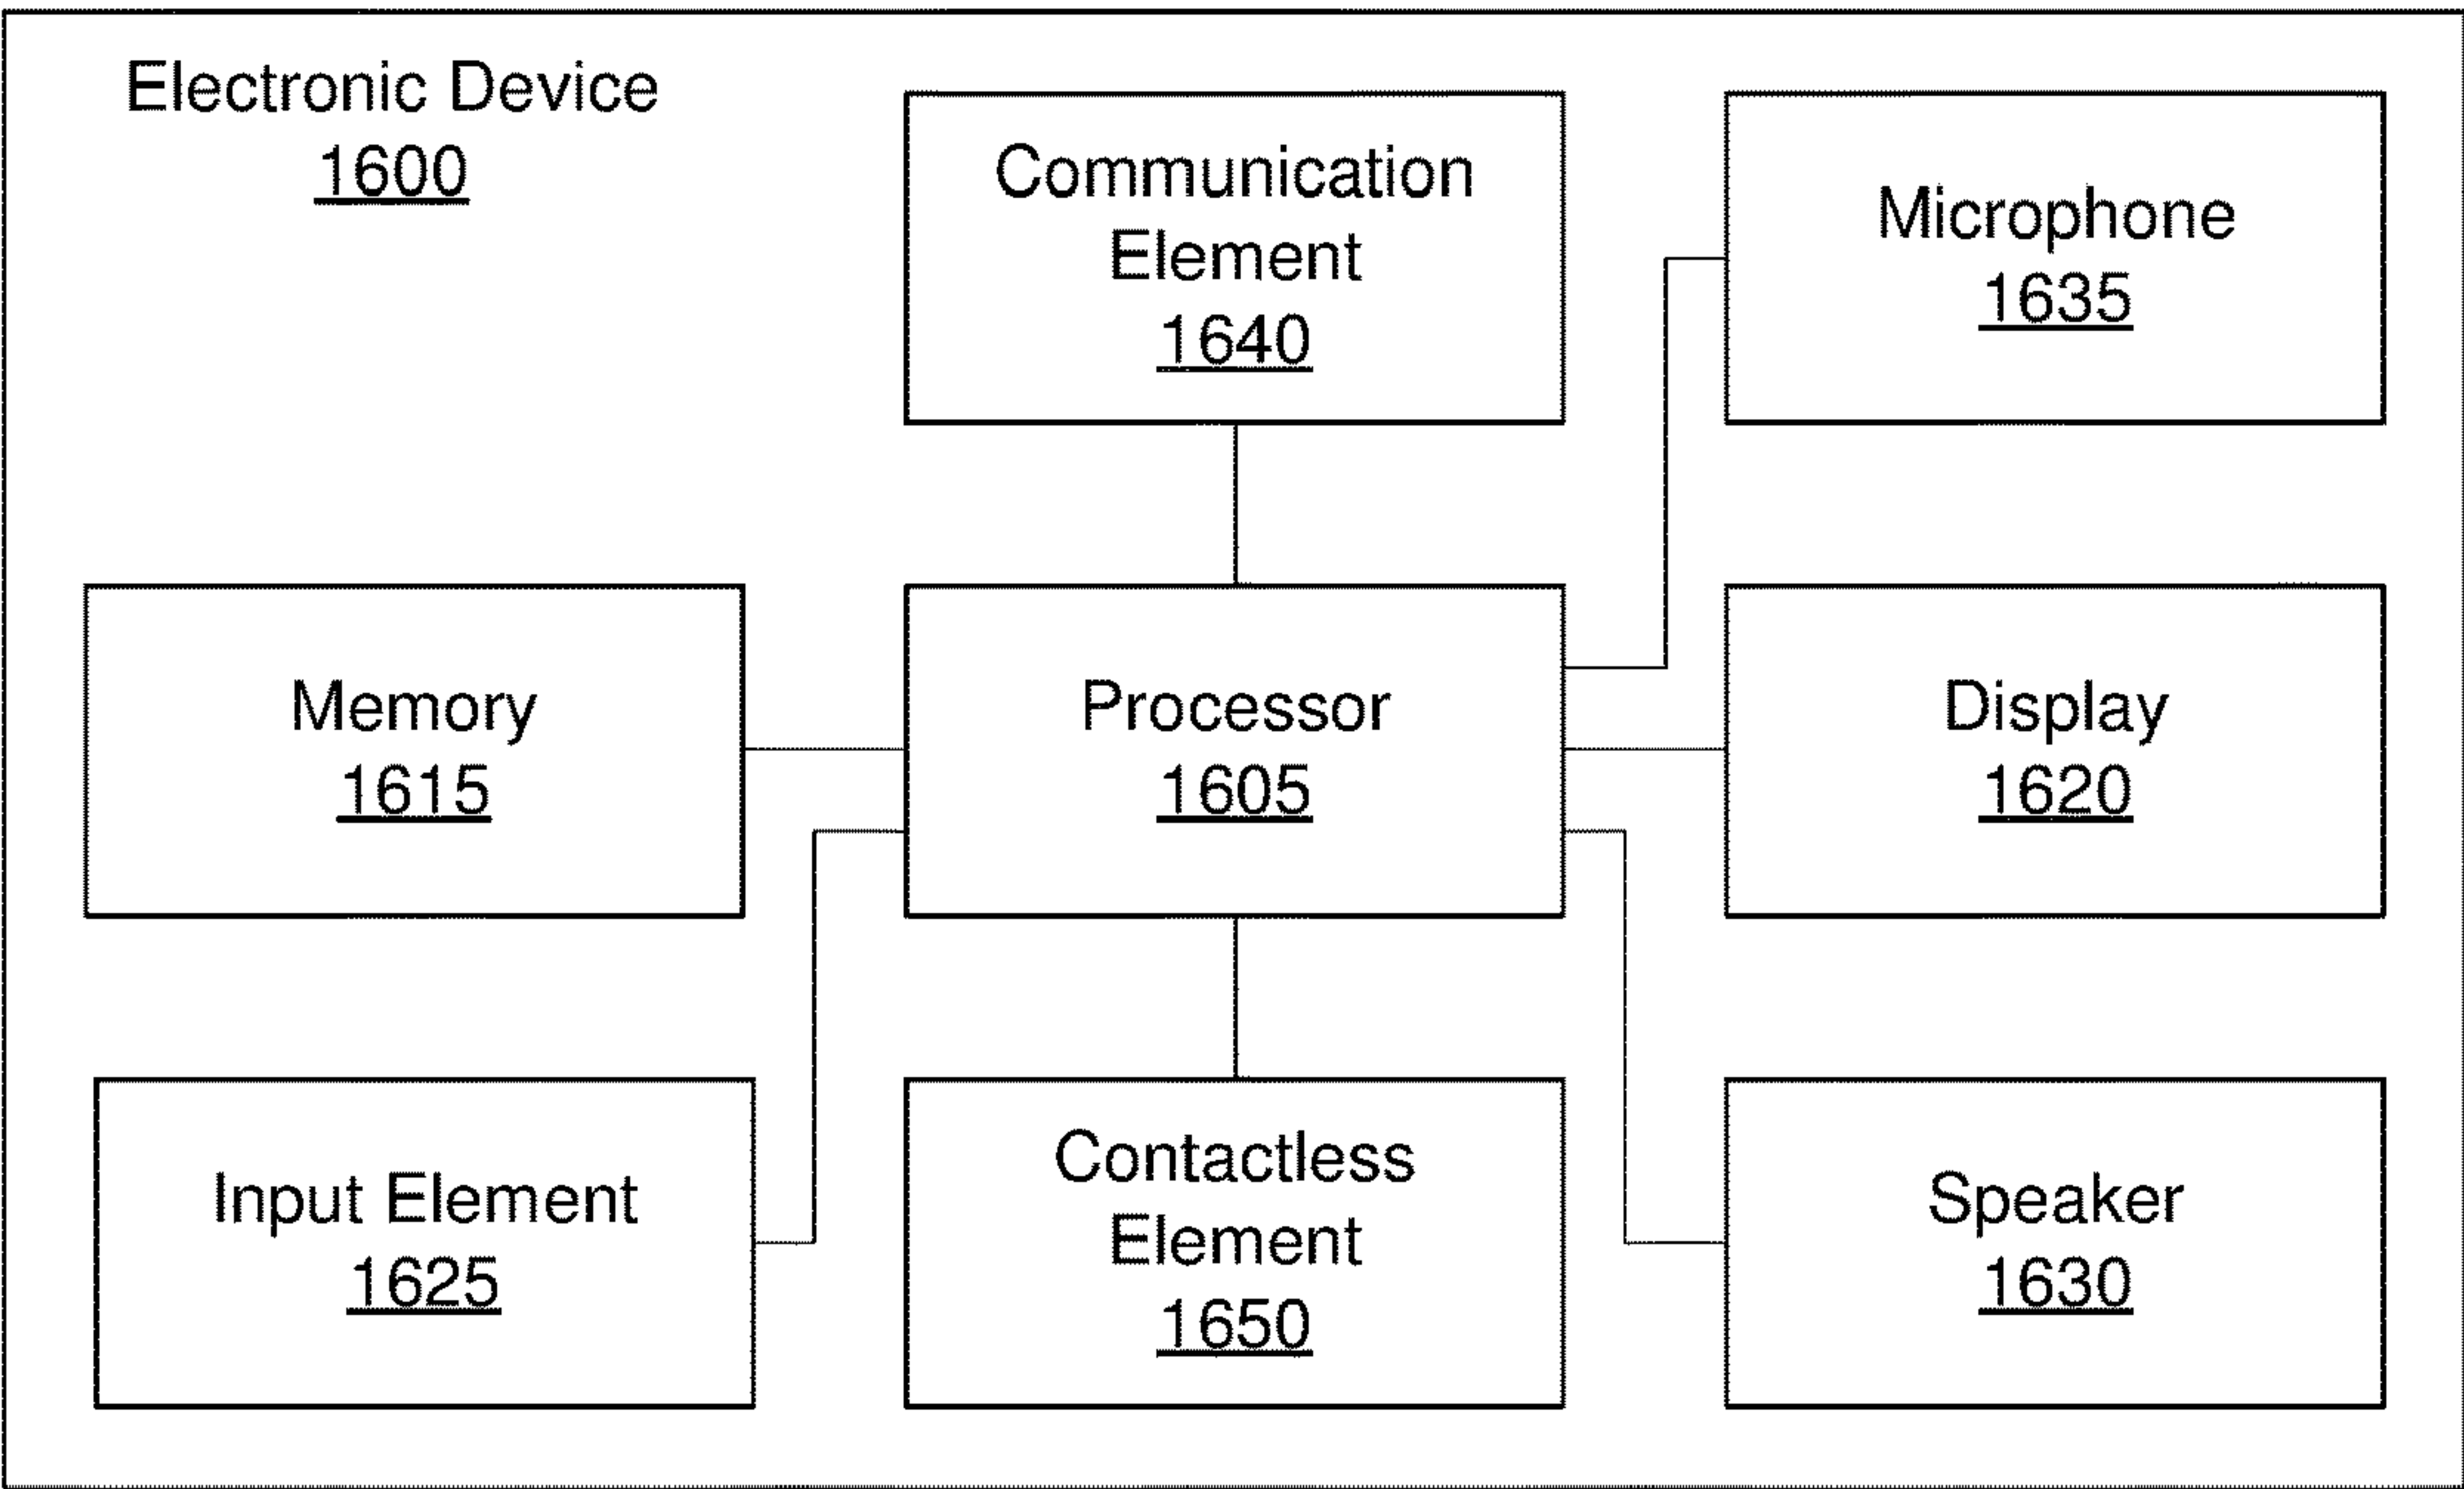 Electronic Device
1600
Communication
Element
1640
Microphone
1635
Memory
1615
Processor
1605
Display
1620
Input Element
1625
Contactless
Element
1650
Speaker
1630